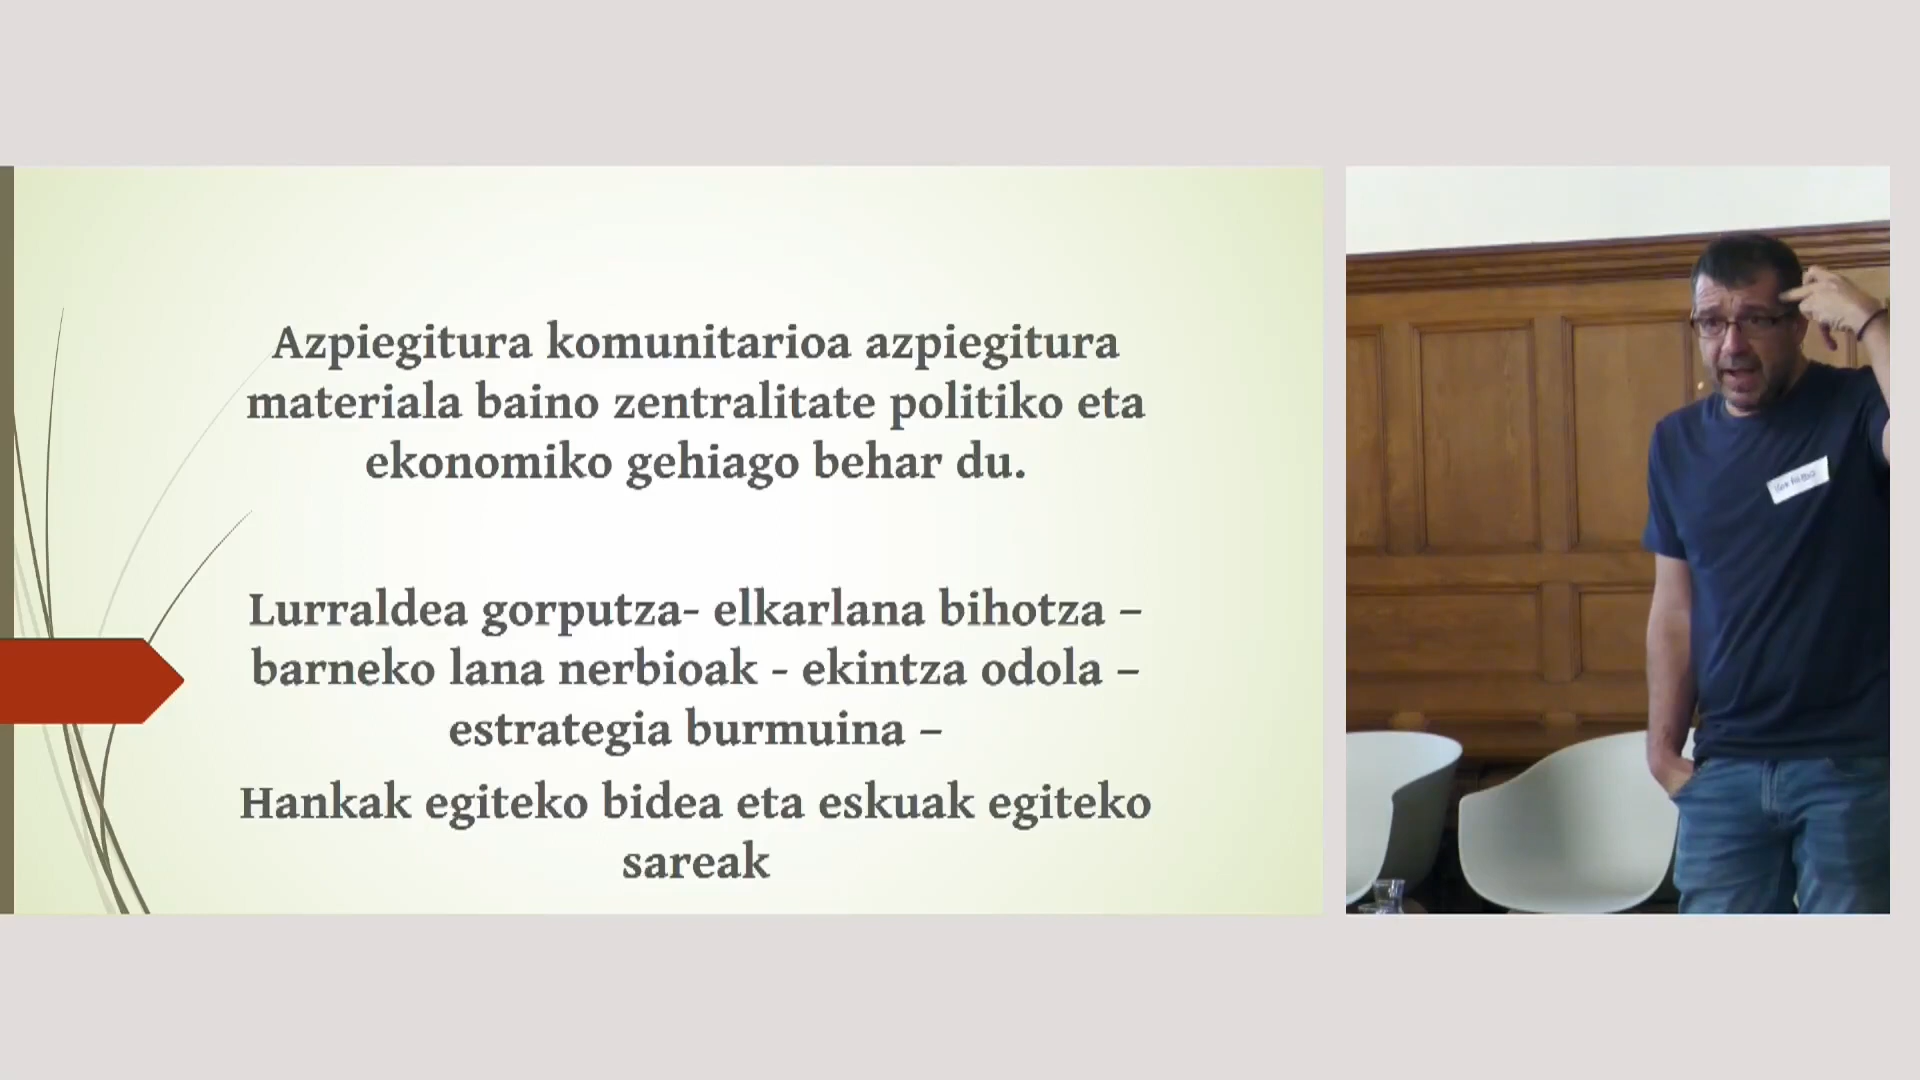 Azpiegitura komunitarioa azpiegitura
materiala baino zentralitate politiko eta
ekonomiko gehiago behar du.
Lurraldea gorputza- elkarlana bihotza –
barneko lana nerbioak - ekintza odola –
estrategia burmuina –
Hankak egiteko bidea eta eskuak egiteko
sareak